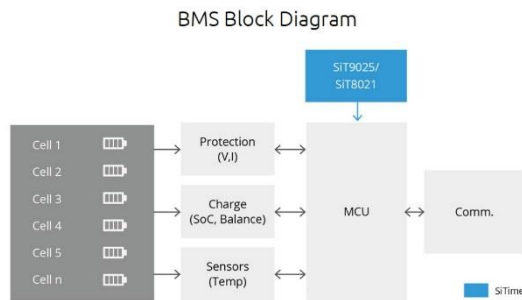 BMS Block Diagram
SiT9025/
SiT8021
Cell 1
Cell 2
Cell 3
Cell 4
Cell 5
Cell n
Protection
(V,I)
Charge
(SoC, Balance)
Sensors
(Temp)
MCU
Comm.
SiTime